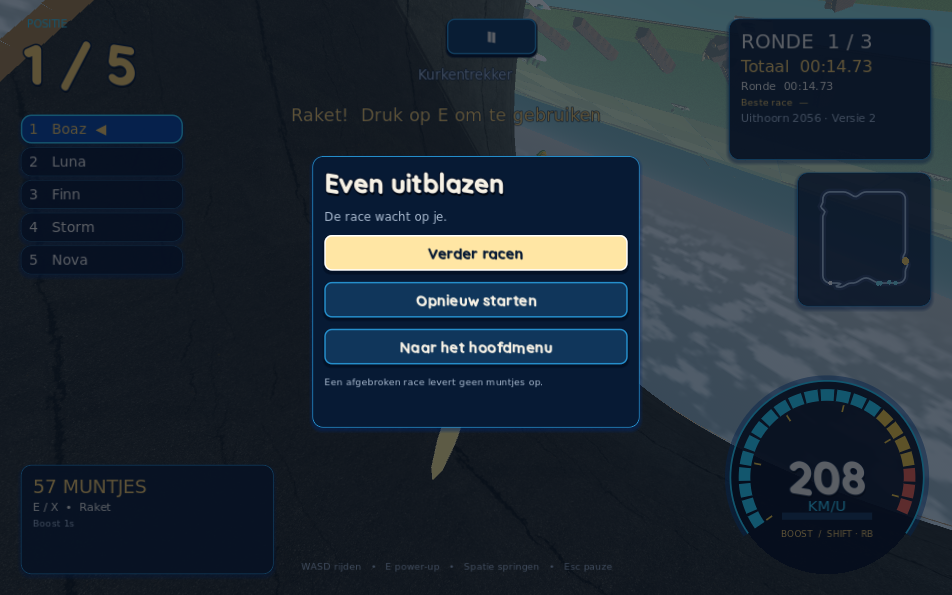 POSITIE
1 / 5
1 Boaz ◀
2 Luna
3 Finn
4 Storm
5 Nova
Kurkentrekker
Raket! Druk op E om te gebruiken
RONDE 1 / 3
Totaal 00:14.73
Ronde 00:14.73
Beste race —
Uithoorn 2056 · Versie 2
Even uitblazen
De race wacht op je.
Verder racen
Opnieuw starten
Naar het hoofdmenu
Een afgebroken race levert geen muntjes op.
57 MUNTJES
E / X • Raket
Boost 1s
208
KM/U
BOOST / SHIFT · RB
WASD rijden • E power-up • Spatie springen • Esc pauze